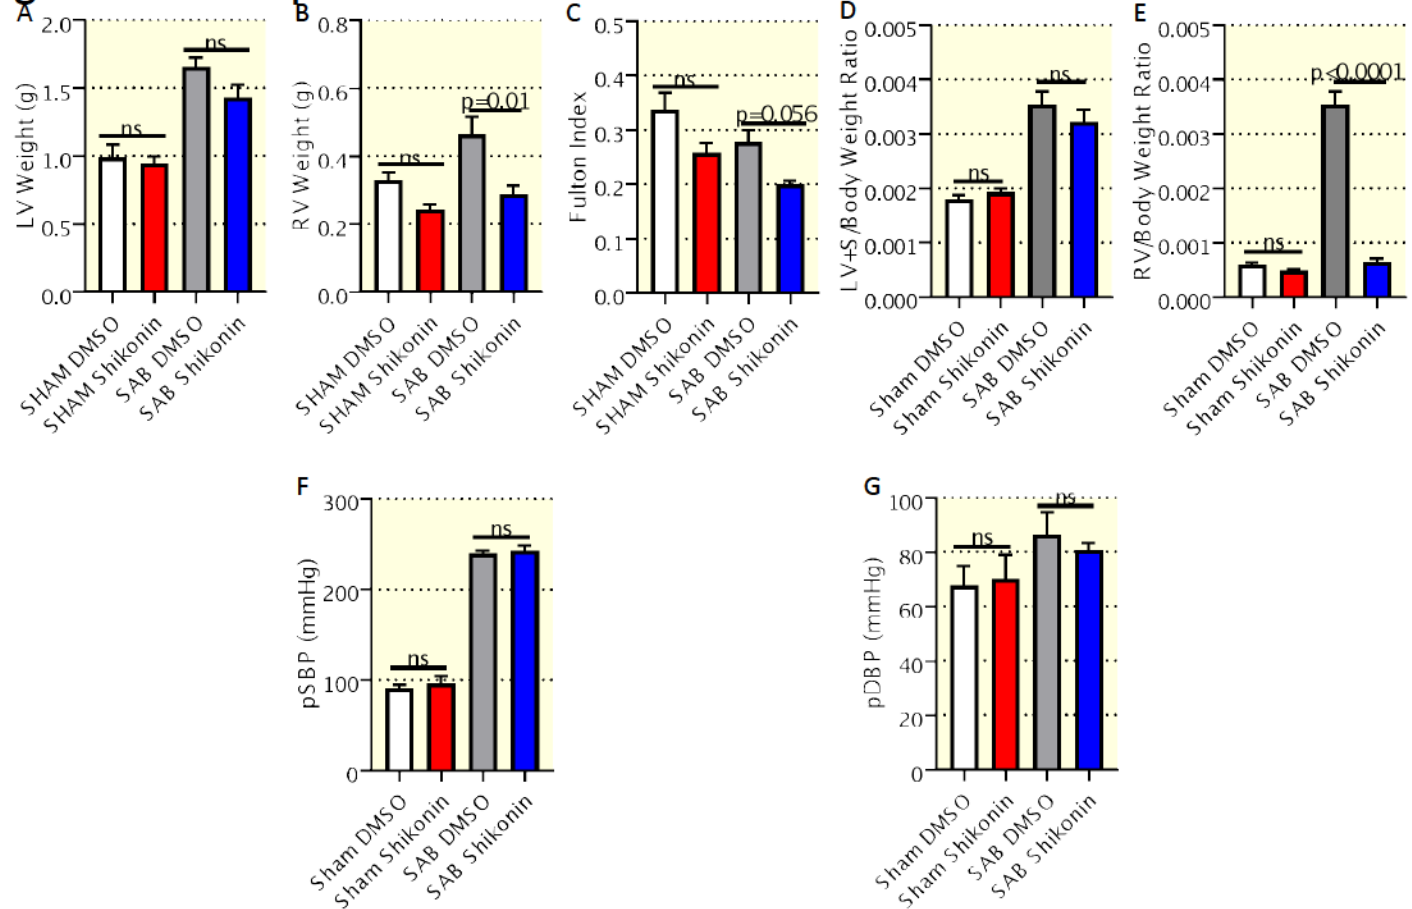 A
LV Weight (g)
2.0
1.5
1.0
0.5
0.0
ns
ns
SHAM DMSO
SHAM Shikonin
SAB DMSO
SAB Shikonin
B
RV Weight (g)
0.8
0.6
0.4
0.2
0.0
ns
p=0.01
SHAM DMSO
SHAM Shikonin
SAB DMSO
SAB Shikonin
C
Fulton Index
0.5
0.4
0.3
0.2
0.1
0.0
ns
p=0.056
SHAM DMSO
SHAM Shikonin
SAB DMSO
SAB Shikonin
D
LV+S/Body Weight Ratio
0.005
0.004
0.003
0.002
0.001
0.000
ns
ns
Sham DMSO
Sham Shikonin
SAB DMSO
SAB Shikonin
E
RV/Body Weight Ratio
0.005
0.004
0.003
0.002
0.001
0.000
ns
p<0.0001
Sham DMSO
Sham Shikonin
SAB DMSO
SAB Shikonin
F
pSBP (mmHg)
300
200
100
0
ns
ns
Sham DMSO
Sham Shikonin
SAB DMSO
SAB Shikonin
G
pDBP (mmHg)
100
80
60
40
20
0
ns
ns
Sham DMSO
Sham Shikonin
SAB DMSO
SAB Shikonin